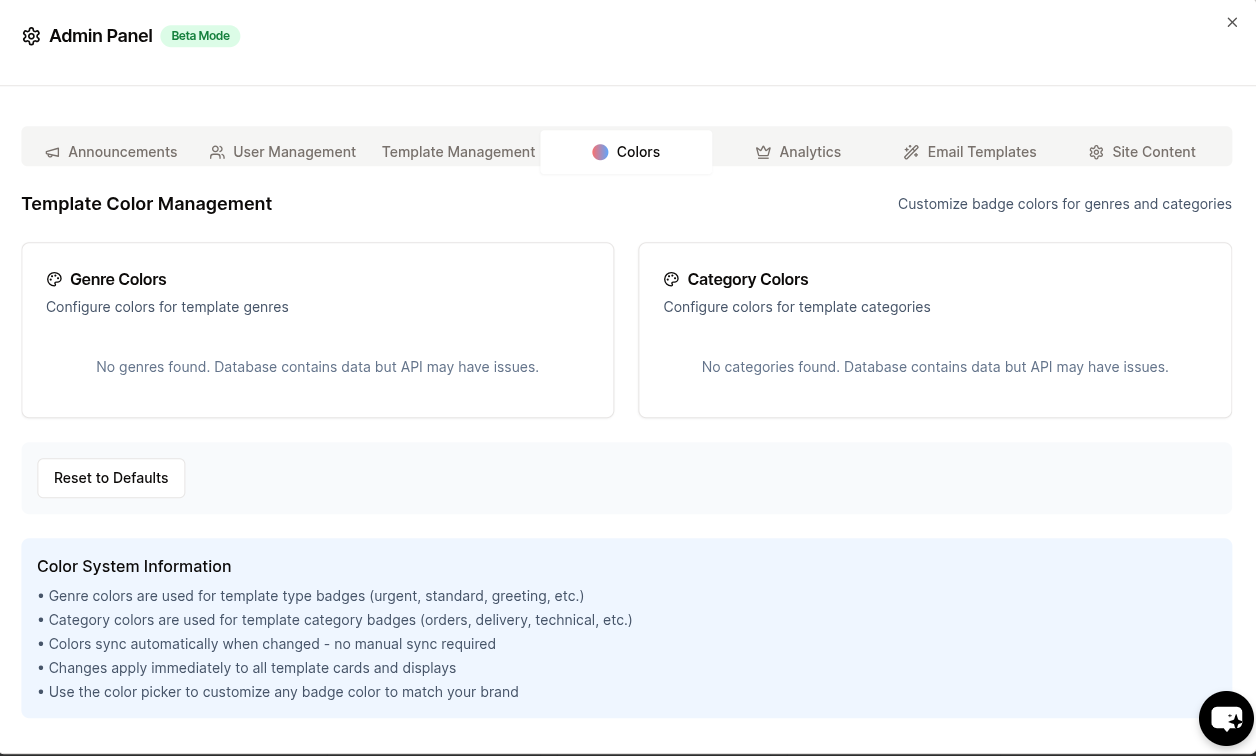 Admin Panel Beta Mode
Announcements User Management Template Management Colors Analytics Email Templates Site Content
Template Color Management
Customize badge colors for genres and categories
Genre Colors
Configure colors for template genres
No genres found. Database contains data but API may have issues.
Category Colors
Configure colors for template categories
No categories found. Database contains data but API may have issues.
Reset to Defaults
Color System Information
• Genre colors are used for template type badges (urgent, standard, greeting, etc.)
• Category colors are used for template category badges (orders, delivery, technical, etc.)
• Colors sync automatically when changed - no manual sync required
• Changes apply immediately to all template cards and displays
• Use the color picker to customize any badge color to match your brand